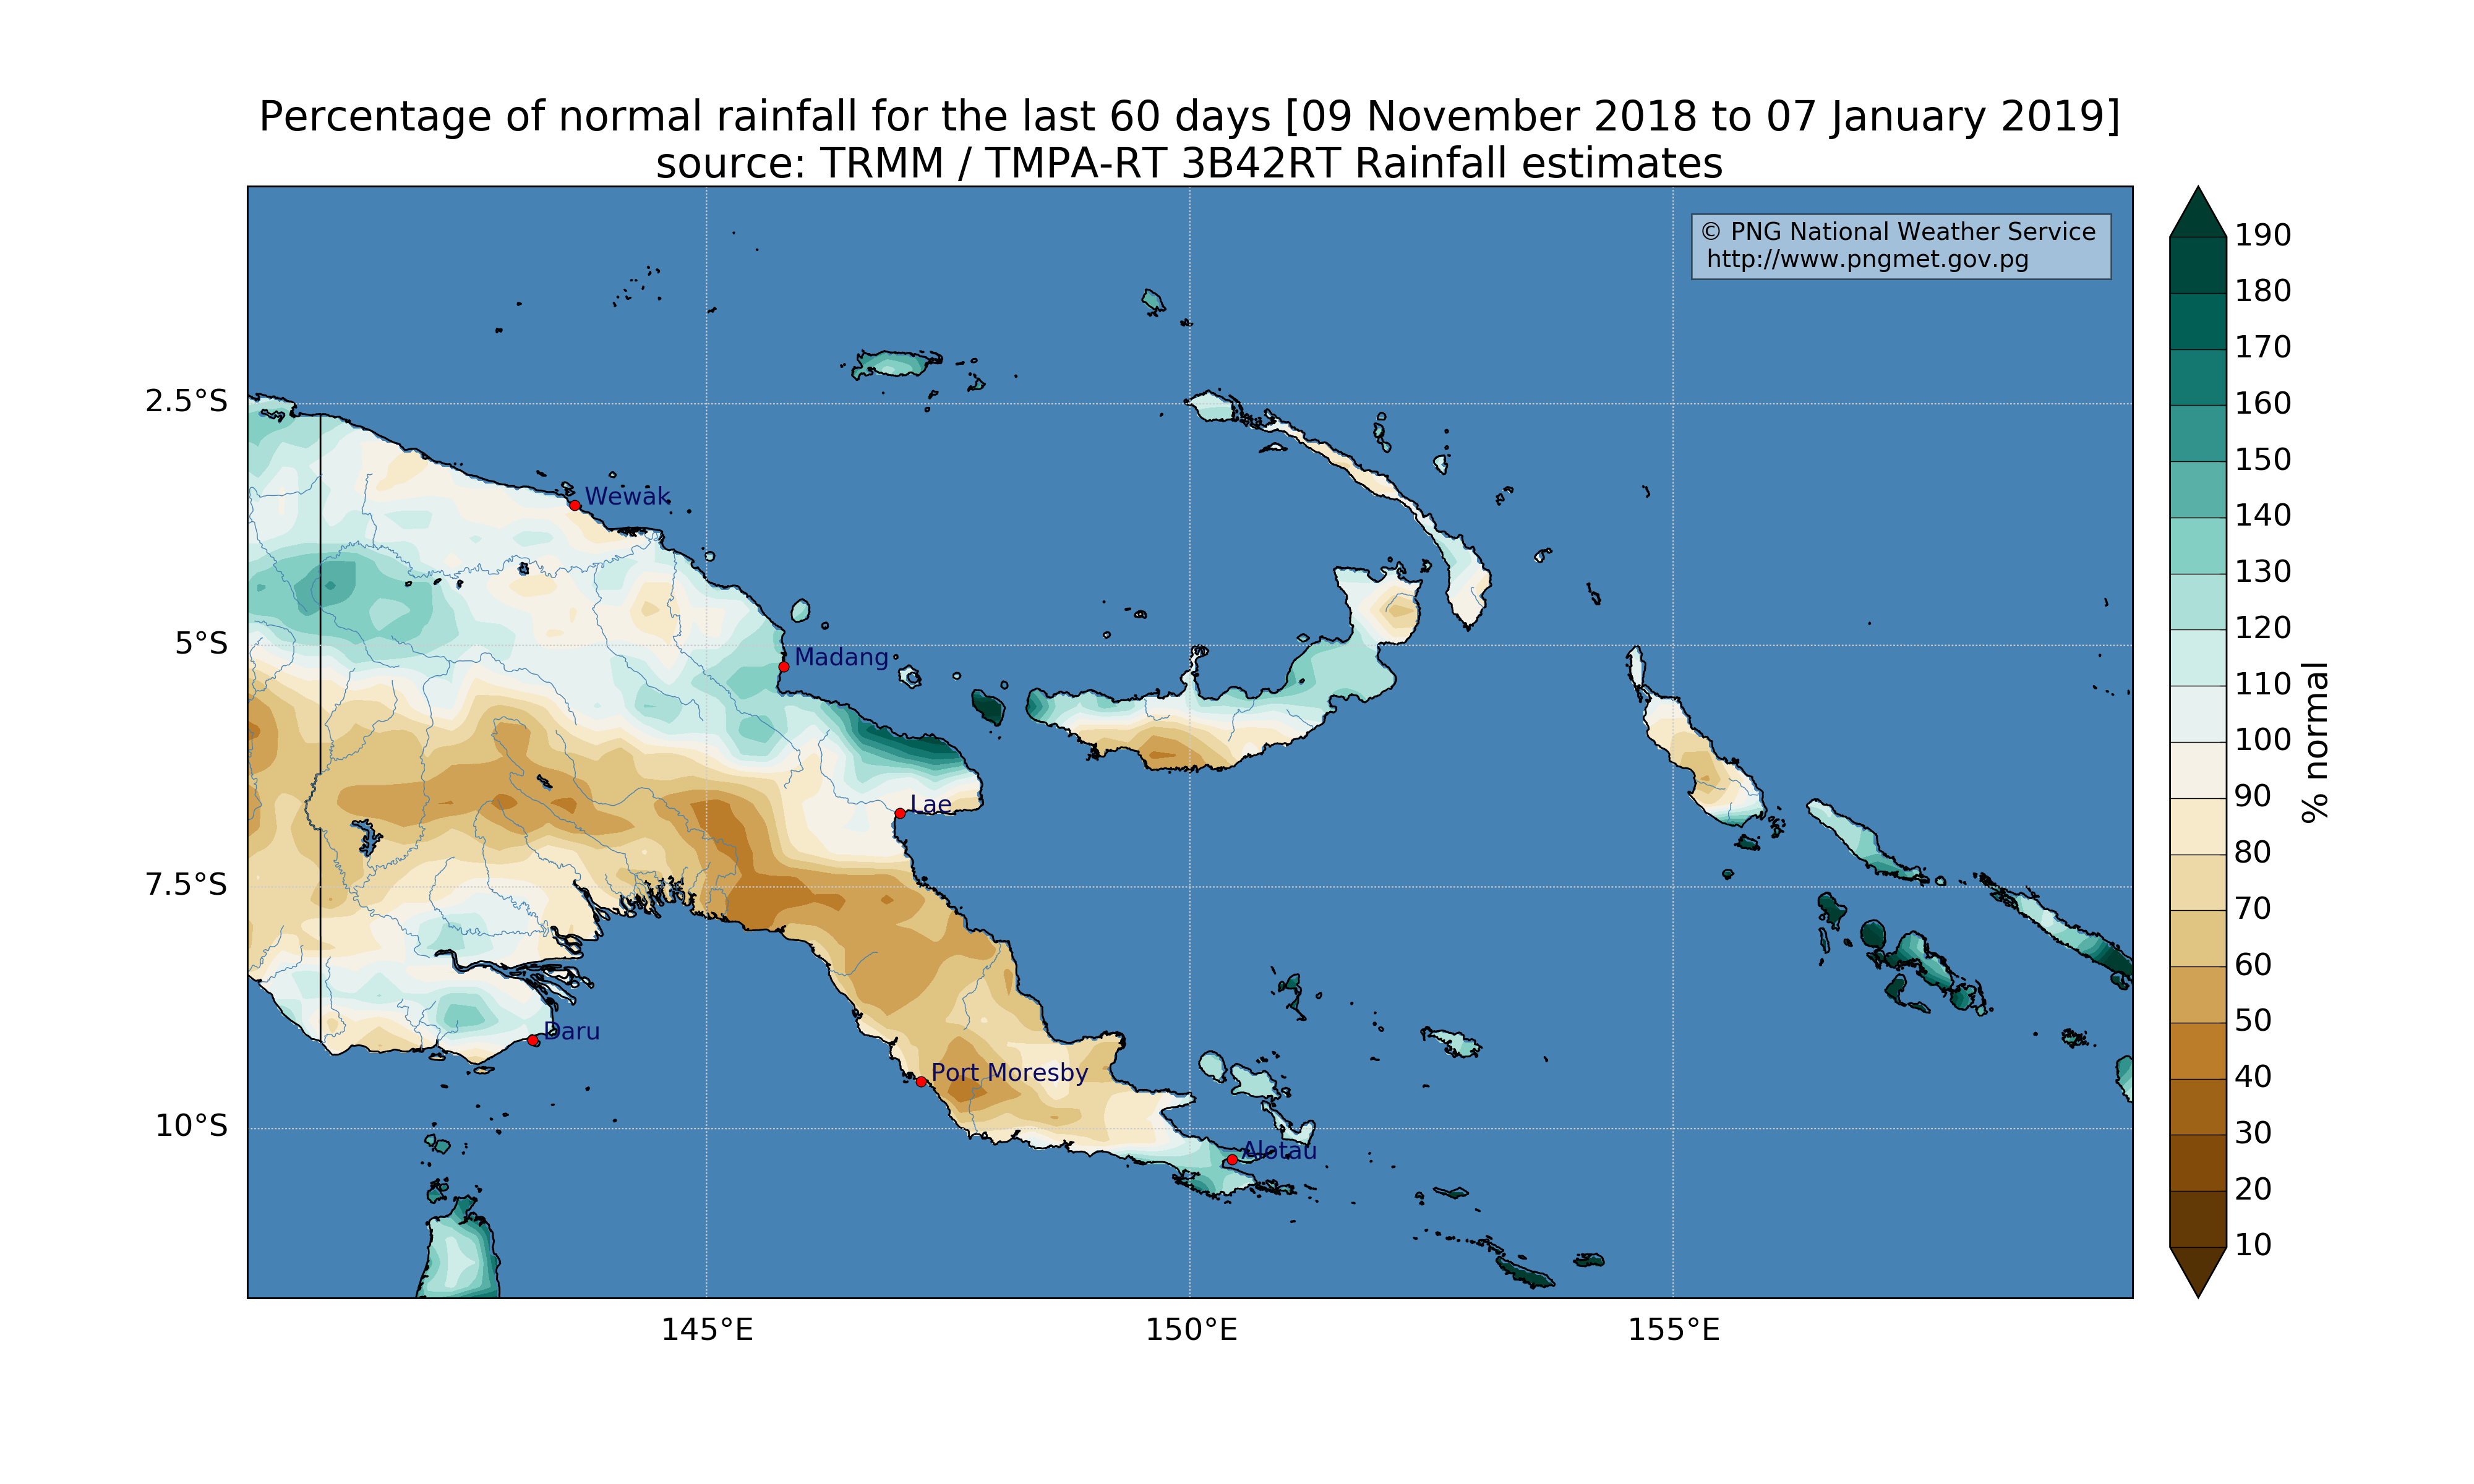 Percentage of normal rainfall for the last 60 days [09 November 2018 to 07 January 2019]
source: TRMM / TMPA-RT 3B42RT Rainfall estimates
© PNG National Weather Service
http://www.pngmet.gov.pg
2.5°S
5°S
7.5°S
10°S
Wewak
Madang
Lae
Daru
Port Moresby
Alotau
145°E
150°E
155°E
190
180
170
160
150
140
130
120
110
100
90
80
70
60
50
40
30
20
10
% normal